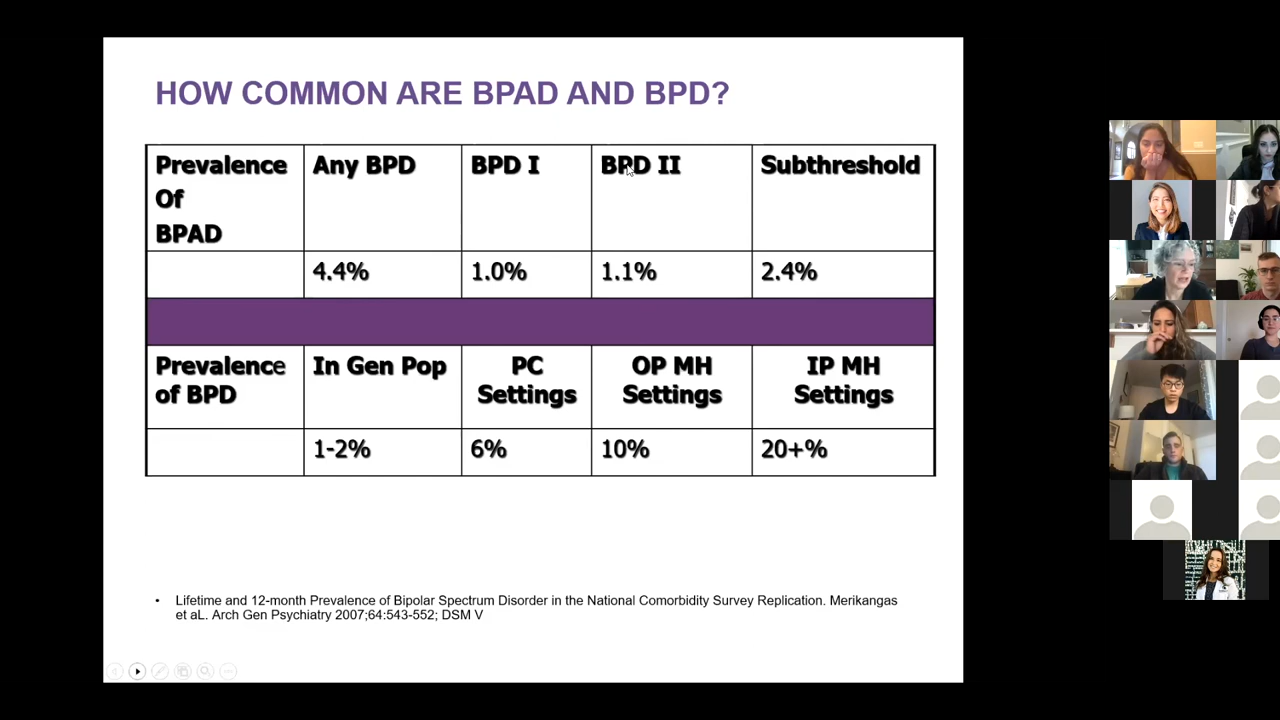 HOW COMMON ARE BPAD AND BPD?
Prevalence
Of
BPAD
Any BPD
BPD I
BPD II
Subthreshold
4.4%
1.0%
1.1%
2.4%
Prevalence
of BPD
In Gen Pop
PC
Settings
OP MH
Settings
IP MH
Settings
1-2%
6%
10%
20+%
• Lifetime and 12-month Prevalence of Bipolar Spectrum Disorder in the National Comorbidity Survey Replication. Merikangas
et aL. Arch Gen Psychiatry 2007;64:543-552; DSM V